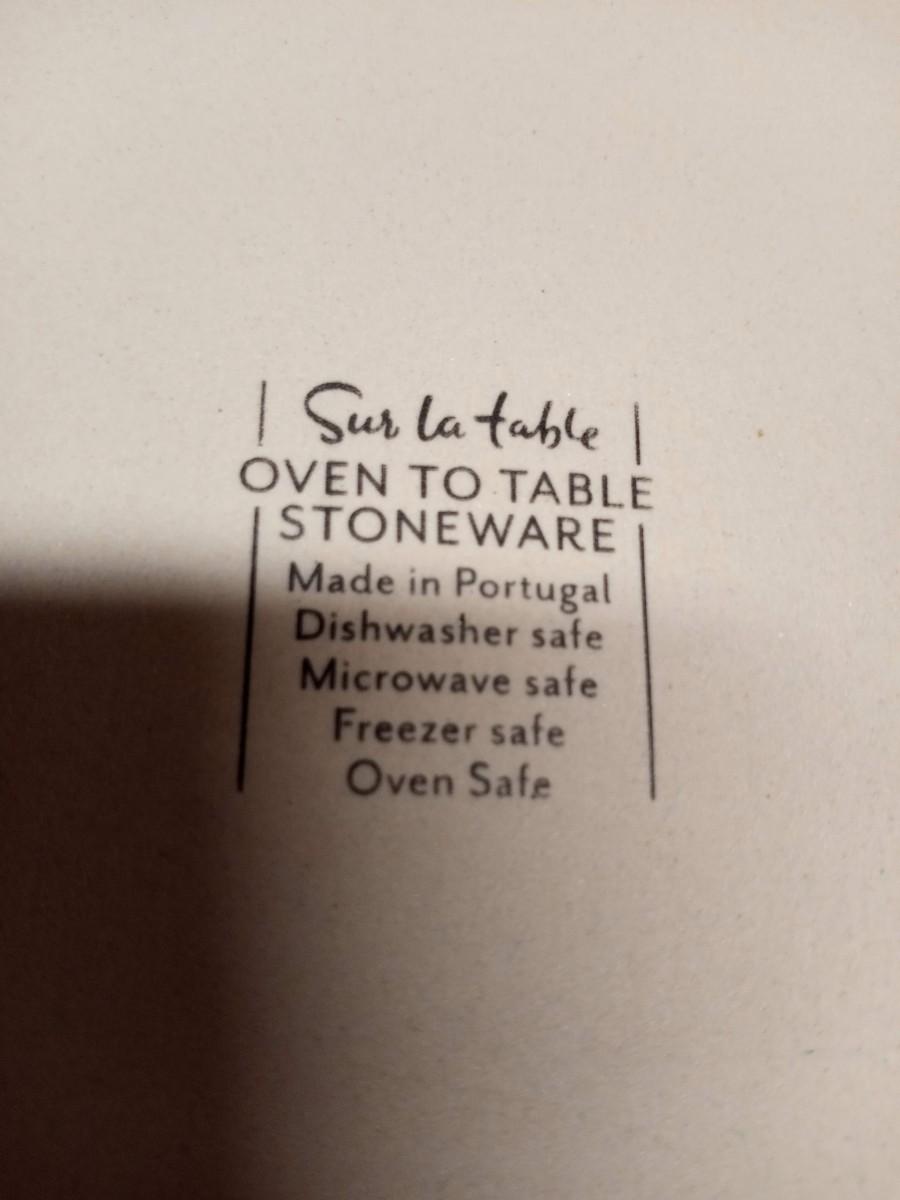 Sur la table
OVEN TO TABLE
STONEWARE
Made in Portugal
Dishwasher safe
Microwave safe
Freezer safe
Oven Safe